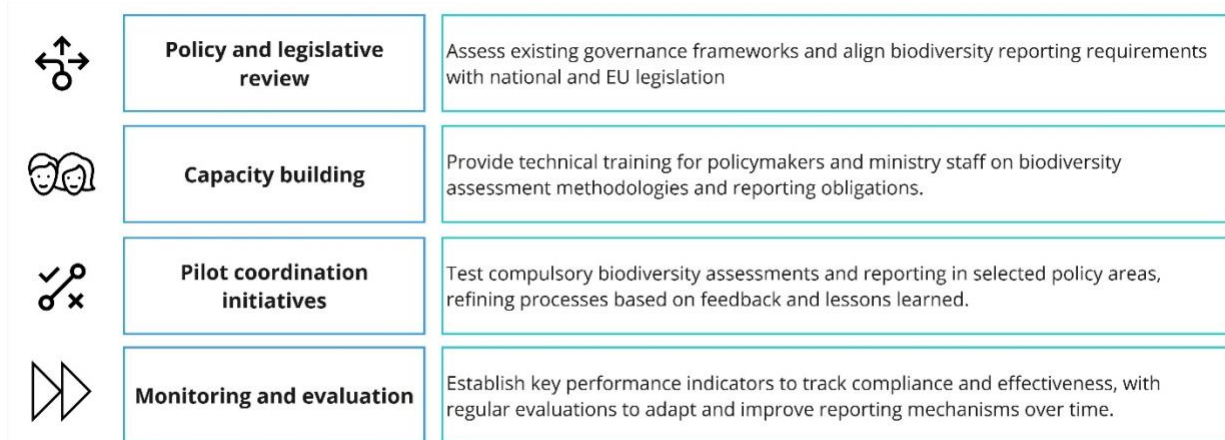 Policy and legislative
review
Assess existing governance frameworks and align biodiversity reporting requirements
with national and EU legislation
Capacity building
Provide technical training for policymakers and ministry staff on biodiversity
assessment methodologies and reporting obligations.
Pilot coordination
initiatives
Test compulsory biodiversity assessments and reporting in selected policy areas,
refining processes based on feedback and lessons learned.
Monitoring and evaluation
Establish key performance indicators to track compliance and effectiveness, with
regular evaluations to adapt and improve reporting mechanisms over time.